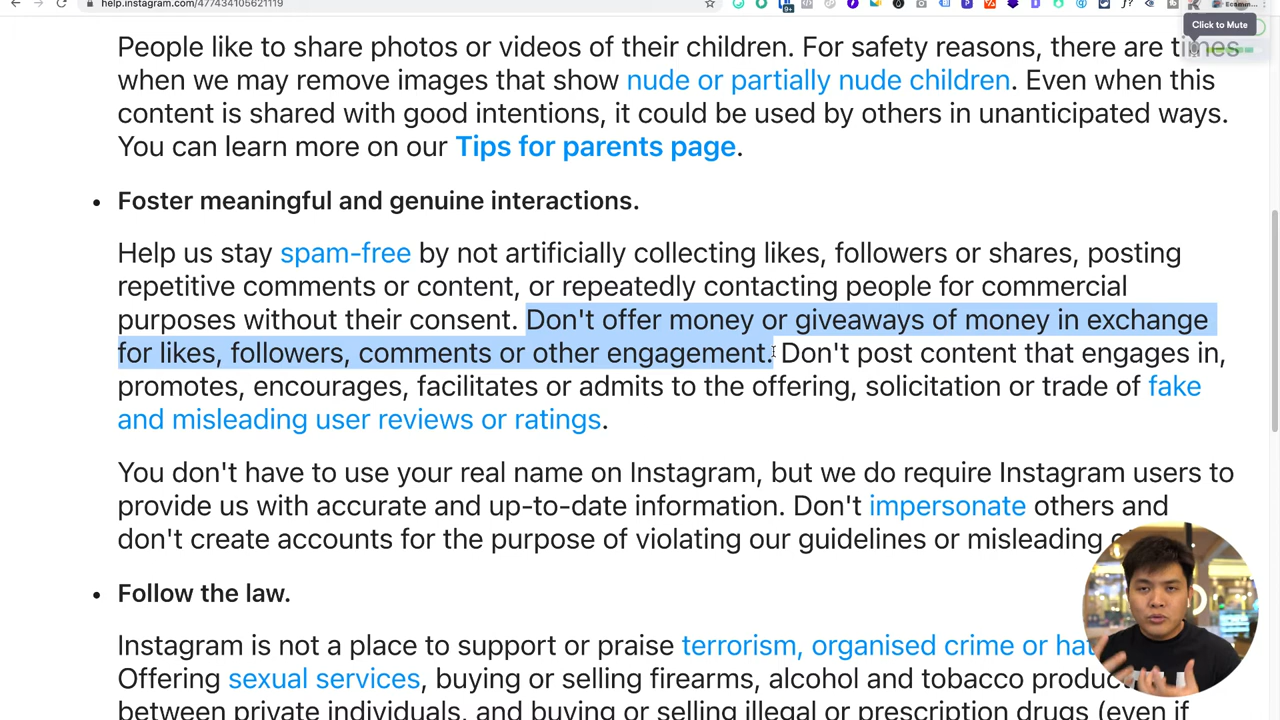 help.instagram.com/477434105621119
Click to Mute
People like to share photos or videos of their children. For safety reasons, there are times
when we may remove images that show nude or partially nude children. Even when this
content is shared with good intentions, it could be used by others in unanticipated ways.
You can learn more on our Tips for parents page.
• Foster meaningful and genuine interactions.
Help us stay spam-free by not artificially collecting likes, followers or shares, posting
repetitive comments or content, or repeatedly contacting people for commercial
purposes without their consent. Don't offer money or giveaways of money in exchange
for likes, followers, comments or other engagement. Don't post content that engages in,
promotes, encourages, facilitates or admits to the offering, solicitation or trade of fake
and misleading user reviews or ratings.
You don't have to use your real name on Instagram, but we do require Instagram users to
provide us with accurate and up-to-date information. Don't impersonate others and
don't create accounts for the purpose of violating our guidelines or misleading
• Follow the law.
Instagram is not a place to support or praise terrorism, organised crime or
Offering sexual services, buying or selling firearms, alcohol and tobacco
between private individuals, and buying or selling illegal or prescription drugs (even if